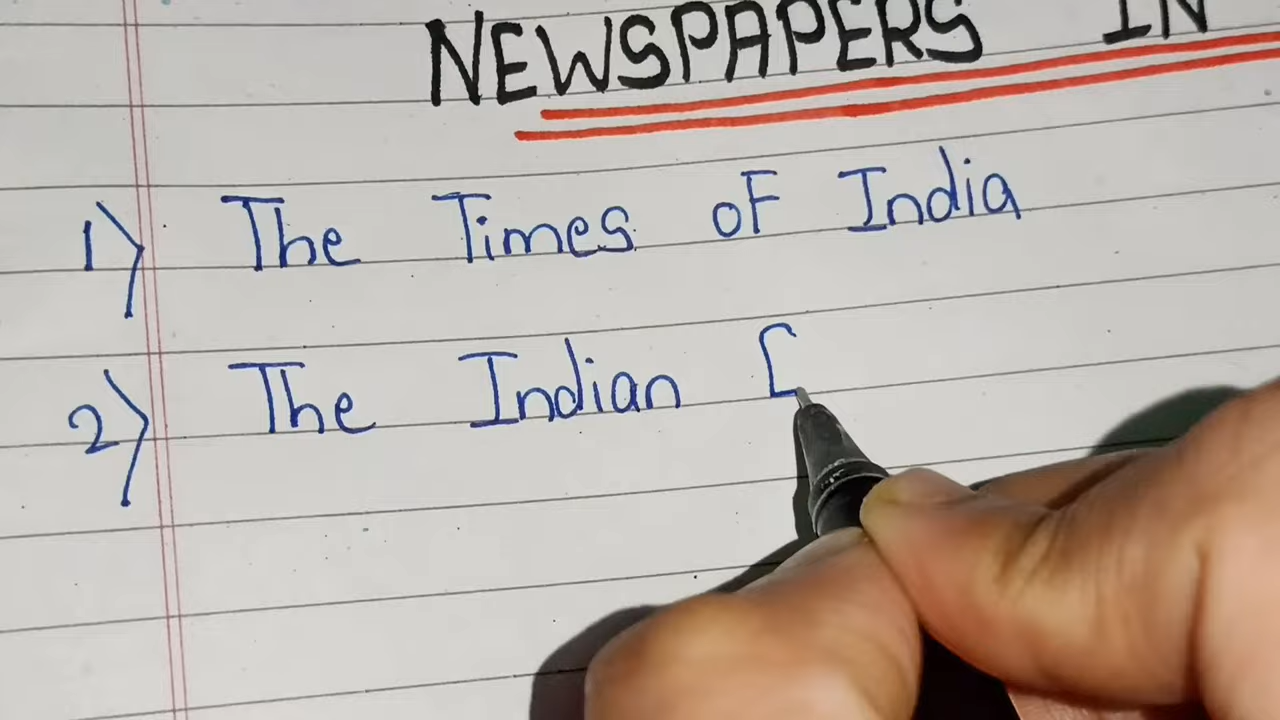 NEWSPAPERS IN
1) The Times oF India
2) The Indian